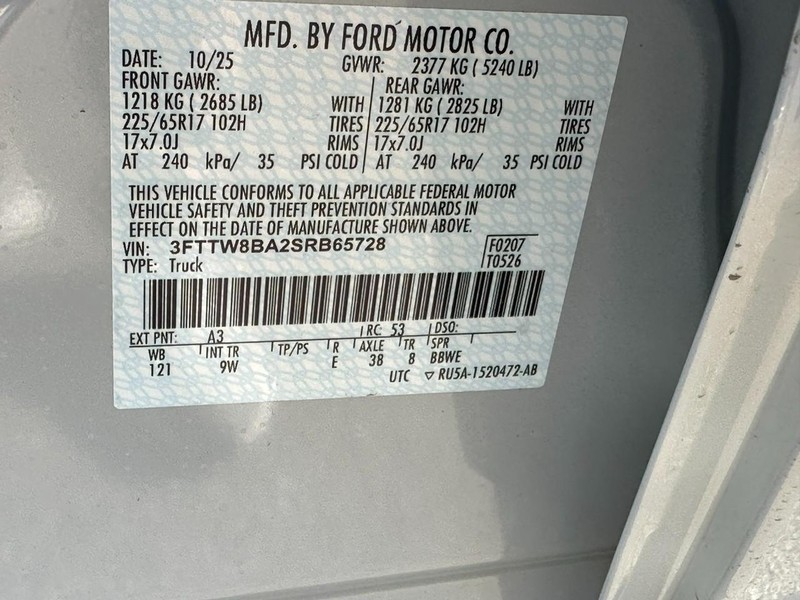 MFD. BY FORD MOTOR CO.
DATE: 10/25 GVWR: 2377 KG ( 5240 LB)
FRONT GAWR: REAR GAWR:
1218 KG ( 2685 LB) WITH 1281 KG ( 2825 LB) WITH
225/65R17 102H TIRES 225/65R17 102H TIRES
17x7.0J RIMS 17x7.0J RIMS
AT 240 kPa/ 35 PSI COLD AT 240 kPa/ 35 PSI COLD
THIS VEHICLE CONFORMS TO ALL APPLICABLE FEDERAL MOTOR
VEHICLE SAFETY AND THEFT PREVENTION STANDARDS IN
EFFECT ON THE DATE OF MANUFACTURE SHOWN ABOVE.
VIN: 3FTTW8BA2SRB65728 F0207
TYPE: Truck T0526
EXT PNT: A3 RC: 53 DSO:
WB INT TR TP/PS R AXLE TR SPR
121 9W E 38 8 BBWE
UTC ▽ RU5A-1520472-AB